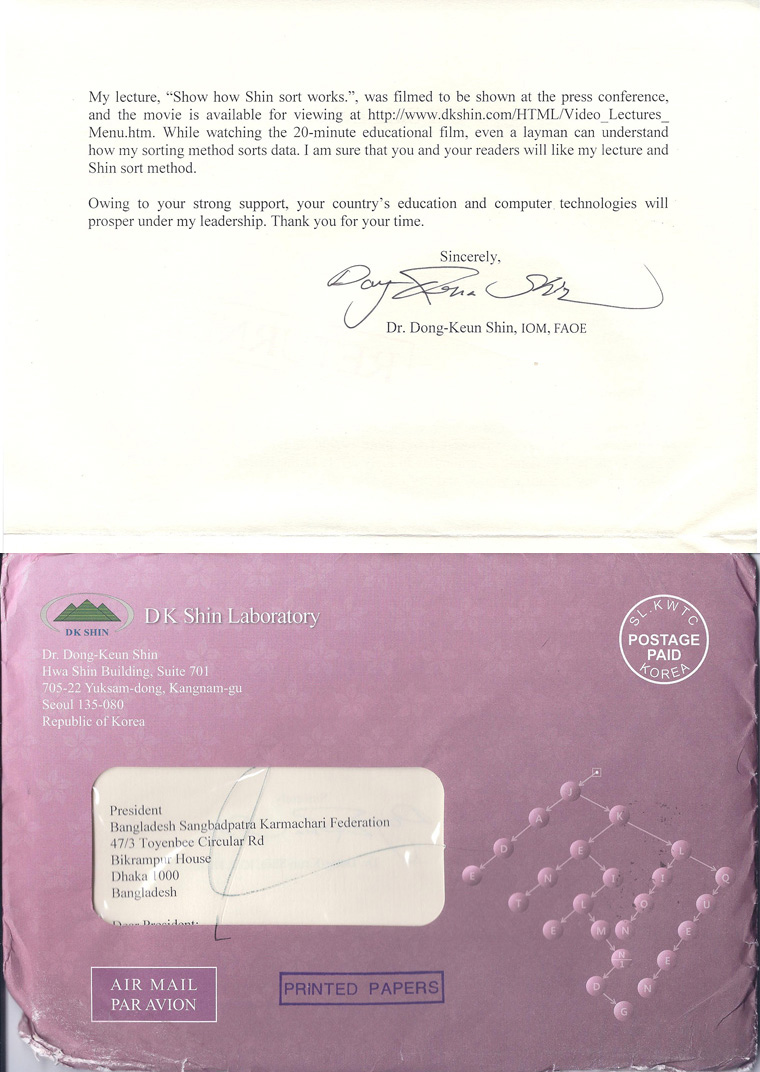 My lecture, “Show how Shin sort works.”, was filmed to be shown at the press conference,
and the movie is available for viewing at http://www.dkshin.com/HTML/Video_Lectures_
Menu.htm. While watching the 20-minute educational film, even a layman can understand
how my sorting method sorts data. I am sure that you and your readers will like my lecture and
Shin sort method.
Owing to your strong support, your country’s education and computer technologies will
prosper under my leadership. Thank you for your time.
Sincerely,
Dr. Dong-Keun Shin, IOM, FAOE
DK SHIN
DK Shin Laboratory
Dr. Dong-Keun Shin
Hwa Shin Building, Suite 701
705-22 Yuksam-dong, Kangnam-gu
Seoul 135-080
Republic of Korea
SL.KWTC
POSTAGE
PAID
KOREA
President
Bangladesh Sangbadpatra Karmachari Federation
47/3 Toyenbee Circular Rd
Bikrampur House
Dhaka 1000
Bangladesh
Dear President:
J
A K
D E L
E N I Q
L U
E M N E
E
D N
G
AIR MAIL
PAR AVION
PRINTED PAPERS